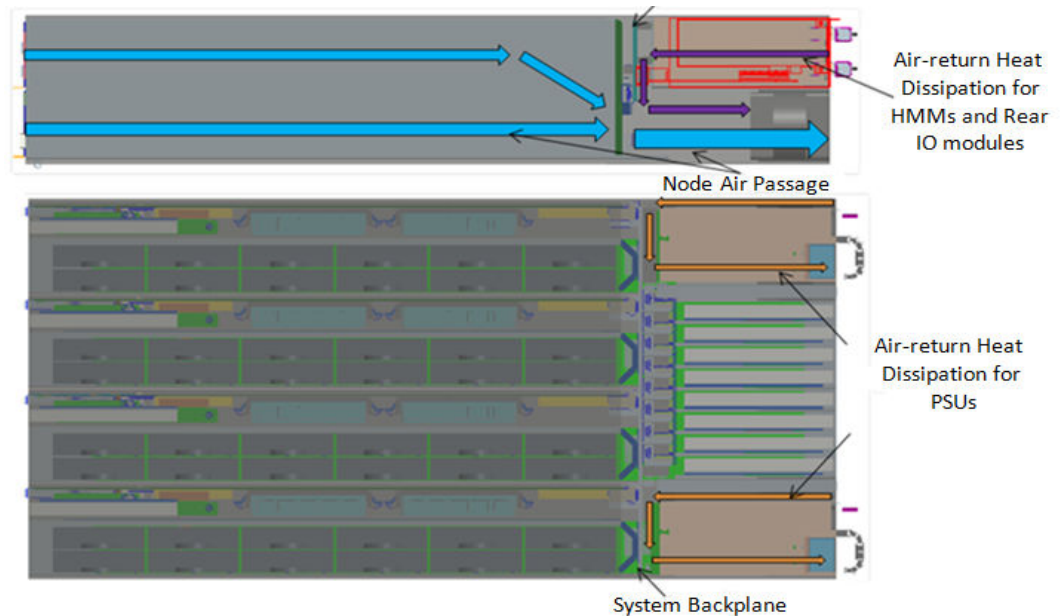 Air-return Heat
Dissipation for
HMMs and Rear
IO modules
Node Air Passage
Air-return Heat
Dissipation for
PSUs
System Backplane